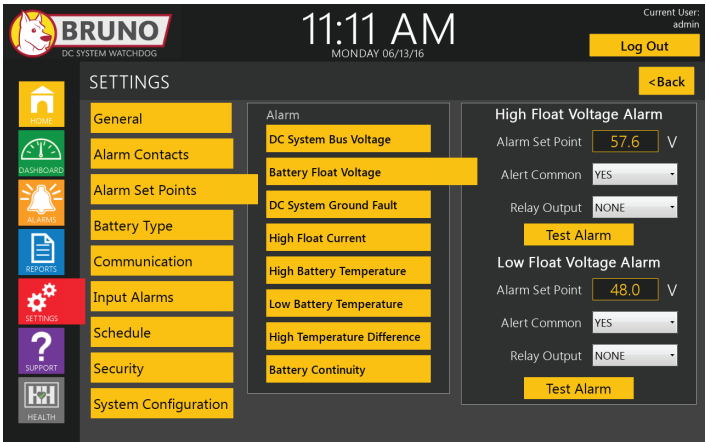 BRUNO
DC SYSTEM WATCHDOG
11:11 AM
MONDAY 06/13/16
Current User:
admin
Log Out
SETTINGS
<Back
HOME
DASHBOARD
ALARMS
REPORTS
SETTINGS
SUPPORT
HEALTH
General
Alarm Contacts
Alarm Set Points
Battery Type
Communication
Input Alarms
Schedule
Security
System Configuration
Alarm
DC System Bus Voltage
Battery Float Voltage
DC System Ground Fault
High Float Current
High Battery Temperature
Low Battery Temperature
High Temperature Difference
Battery Continuity
High Float Voltage Alarm
Alarm Set Point 57.6 V
Alert Common YES
Relay Output NONE
Test Alarm
Low Float Voltage Alarm
Alarm Set Point 48.0 V
Alert Common YES
Relay Output NONE
Test Alarm